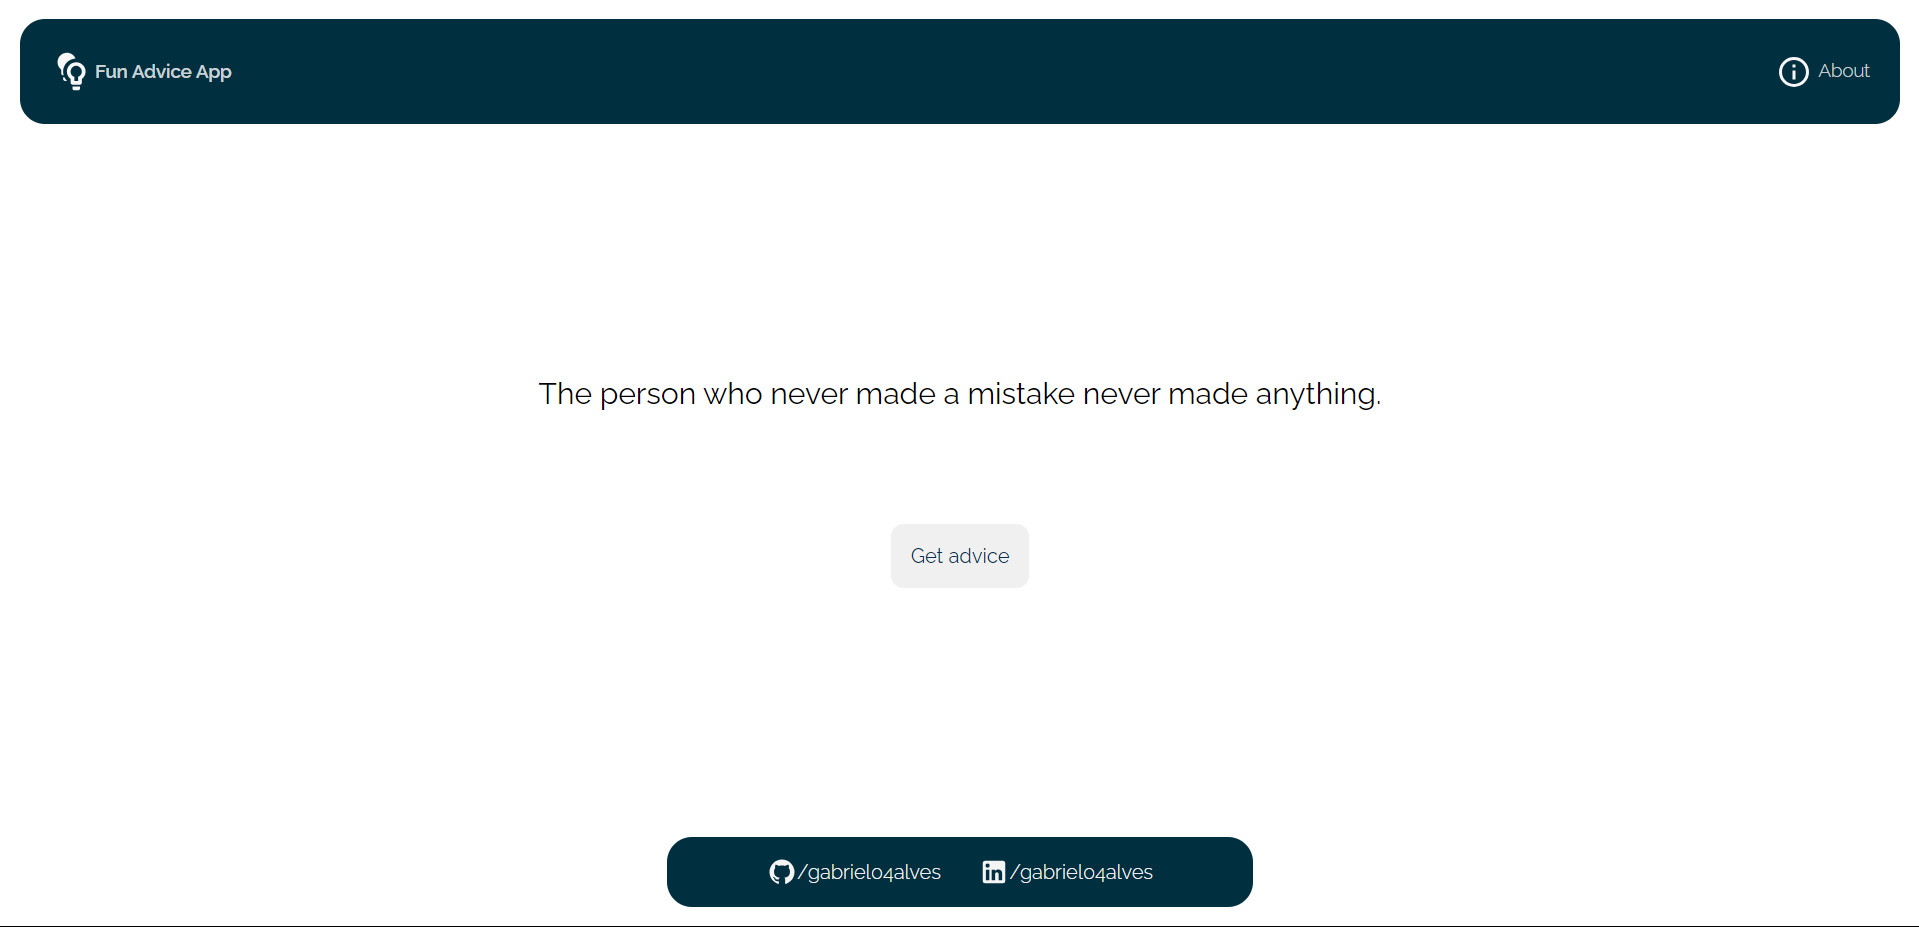 Fun Advice App
About
The person who never made a mistake never made anything.
Get advice
/gabriel04alves
/gabriel04alves